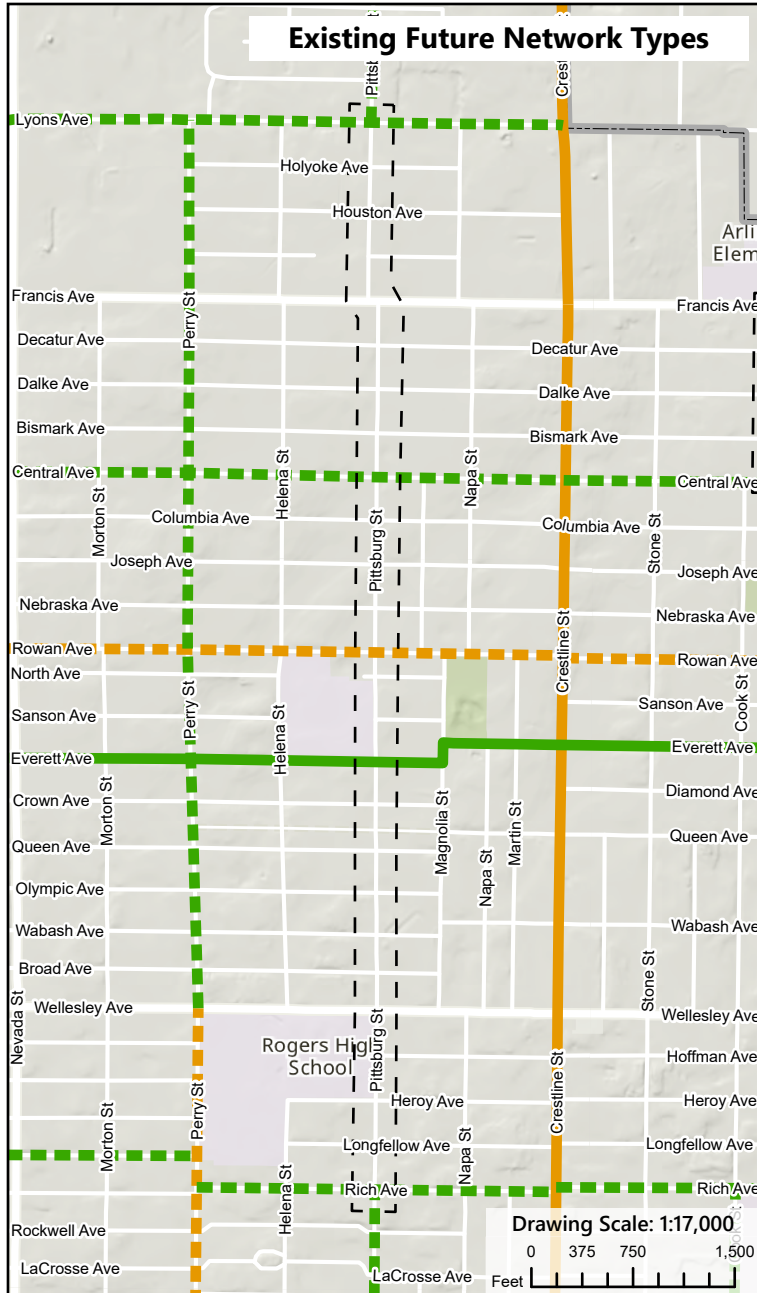 Existing Future Network Types
Pittsb
Crest
Lyons Ave
Holyoke Ave
Houston Ave
Arli
Elem
Francis Ave
Francis Ave
Perry St
Decatur Ave
Decatur Ave
Dalke Ave
Dalke Ave
Bismark Ave
Bismark Ave
Central Ave
Central Ave
Helena St
Napa St
Morton St
Columbia Ave
Columbia Ave
Pittsburg St
Stone St
Joseph Ave
Joseph Ave
Nebraska Ave
Nebraska Ave
Rowan Ave
Rowan Ave
Crestline St
North Ave
Perry St
Sanson Ave
Sanson Ave
Cook St
Helena St
Everett Ave
Everett Ave
Crown Ave
Diamond Ave
Morton St
Magnolia St
Martin St
Queen Ave
Queen Ave
Napa St
Olympic Ave
Wabash Ave
Wabash Ave
Broad Ave
Stone St
Wellesley Ave
Wellesley Ave
Nevada St
Rogers High
School
Pittsburg St
Hoffman Ave
Crestline St
Perry St
Heroy Ave
Heroy Ave
Morton St
Longfellow Ave
Longfellow Ave
Napa St
Rich Ave
Rich Ave
Helena St
Cook St
Rockwell Ave
LaCrosse Ave
LaCrosse Ave
Drawing Scale: 1:17,000
0 375 750 1,500
Feet